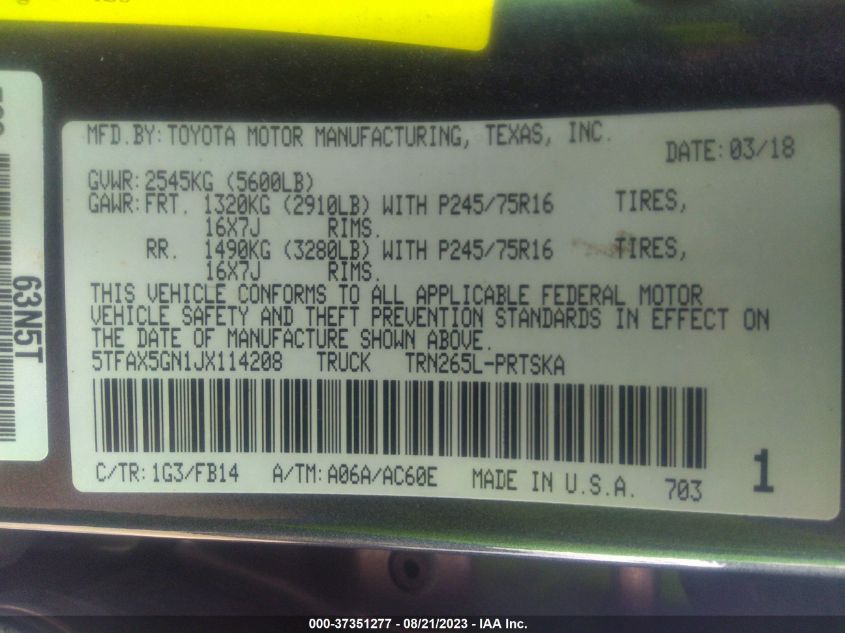 MFD.BY:TOYOTA MOTOR MANUFACTURING, TEXAS, INC.
DATE:03/18
GVWR:2545KG (5600LB)
GAWR:FRT. 1320KG (2910LB) WITH P245/75R16 TIRES,
16X7J RIMS.
RR. 1490KG (3280LB) WITH P245/75R16 TIRES,
16X7J RIMS.
THIS VEHICLE CONFORMS TO ALL APPLICABLE FEDERAL MOTOR
VEHICLE SAFETY AND THEFT PREVENTION STANDARDS IN EFFECT ON
THE DATE OF MANUFACTURE SHOWN ABOVE.
5TFAX5GN1JX114208 TRUCK TRN265L-PRTSKA
C/TR:1G3/FB14 A/TM:A06A/AC60E MADE IN U.S.A. 703 1
63N5T
000-37351277 - 08/21/2023 - IAA Inc.